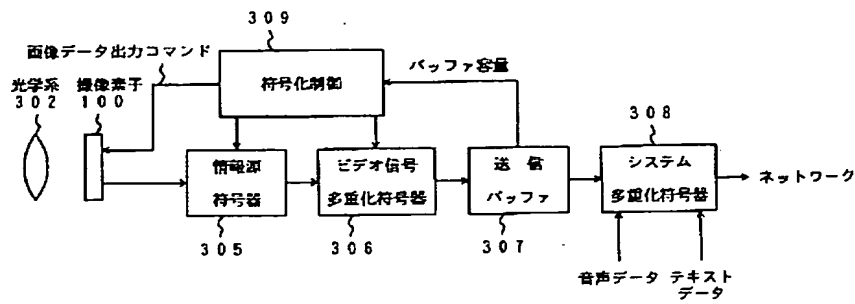 309
画像データ出力コマンド
光学系
302
撮像素子
100
符号化制御
バッファ容量
308
情報源
符号器
ビデオ信号
多重化符号器
送信
バッファ
システム
多重化符号器
ネットワーク
305
306
307
音声データ
テキスト
データ